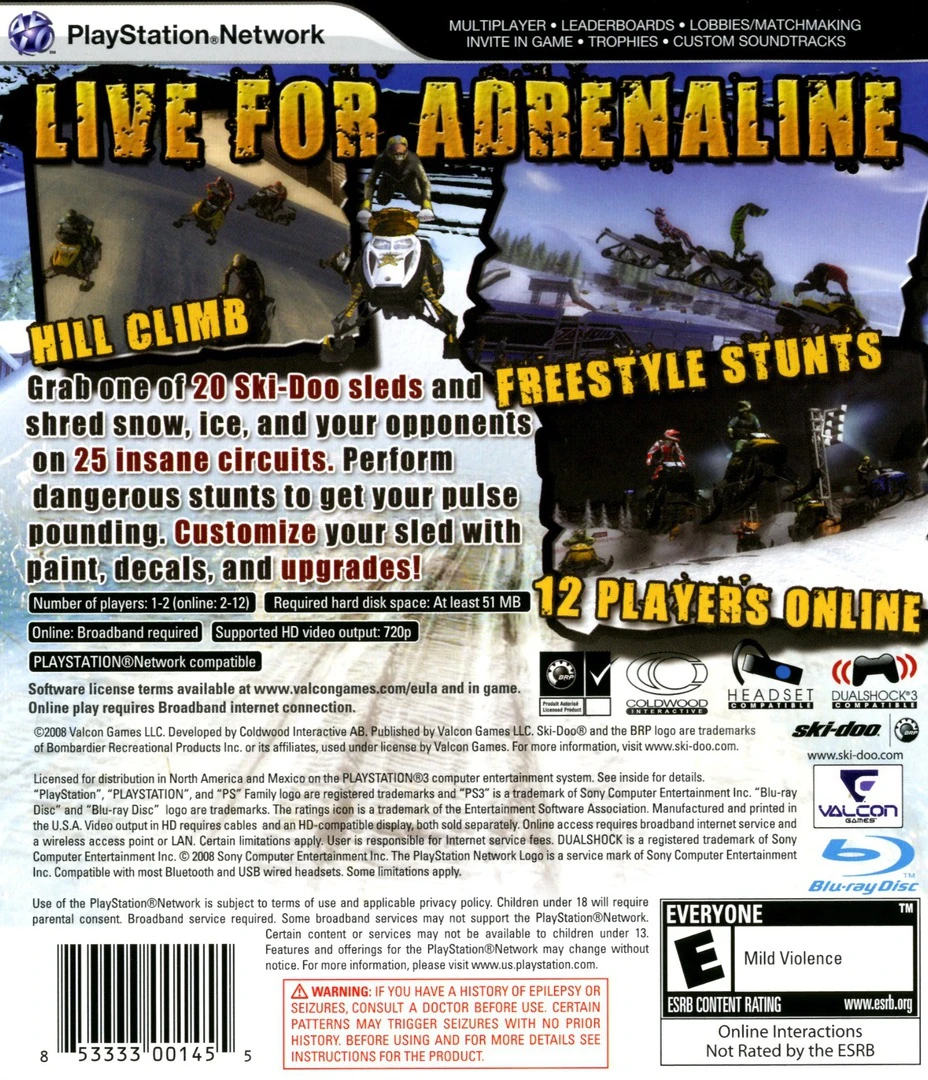 PlayStation®Network
MULTIPLAYER • LEADERBOARDS • LOBBIES/MATCHMAKING
INVITE IN GAME • TROPHIES • CUSTOM SOUNDTRACKS
LIVE FOR ADRENALINE
HILL CLIMB
FREESTYLE STUNTS
Grab one of 20 Ski-Doo sleds and
shred snow, ice, and your opponents
on 25 insane circuits. Perform
dangerous stunts to get your pulse
pounding. Customize your sled with
paint, decals, and upgrades!
12 PLAYERS ONLINE
Number of players: 1-2 (online: 2-12)
Required hard disk space: At least 51 MB
Online: Broadband required
Supported HD video output: 720p
PLAYSTATION®Network compatible
Software license terms available at www.valcongames.com/eula and in game.
Online play requires Broadband internet connection.
BRP
Produit Autorisé
Licensed Product
COLDWOOD
INTERACTIVE
HEADSET
COMPATIBLE
DUALSHOCK®3
COMPATIBLE
©2008 Valcon Games LLC. Developed by Coldwood Interactive AB. Published by Valcon Games LLC. Ski-Doo® and the BRP logo are trademarks
of Bombardier Recreational Products Inc. or its affiliates, used under license by Valcon Games. For more information, visit www.ski-doo.com.
ski-doo
www.ski-doo.com
Licensed for distribution in North America and Mexico on the PLAYSTATION®3 computer entertainment system. See inside for details.
"PlayStation", "PLAYSTATION", and "PS" Family logo are registered trademarks and "PS3" is a trademark of Sony Computer Entertainment Inc. "Blu-ray
Disc" and "Blu-ray Disc" logo are trademarks. The ratings icon is a trademark of the Entertainment Software Association. Manufactured and printed in
the U.S.A. Video output in HD requires cables and an HD-compatible display, both sold separately. Online access requires broadband internet service and
a wireless access point or LAN. Certain limitations apply. User is responsible for Internet service fees. DUALSHOCK is a registered trademark of Sony
Computer Entertainment Inc. © 2008 Sony Computer Entertainment Inc. The PlayStation Network Logo is a service mark of Sony Computer Entertainment
Inc. Compatible with most Bluetooth and USB wired headsets. Some limitations apply.
VALCON
GAMES™
Blu-ray Disc™
Use of the PlayStation®Network is subject to terms of use and applicable privacy policy. Children under 18 will require
parental consent. Broadband service required. Some broadband services may not support the PlayStation®Network.
Certain content or services may not be available to children under 13.
Features and offerings for the PlayStation®Network may change without
notice. For more information, please visit www.us.playstation.com.
WARNING: IF YOU HAVE A HISTORY OF EPILEPSY OR
SEIZURES, CONSULT A DOCTOR BEFORE USE. CERTAIN
PATTERNS MAY TRIGGER SEIZURES WITH NO PRIOR
HISTORY. BEFORE USING AND FOR MORE DETAILS SEE
INSTRUCTIONS FOR THE PRODUCT.
8 53333 00145 5
EVERYONE ™
E
Mild Violence
ESRB CONTENT RATING www.esrb.org
Online Interactions
Not Rated by the ESRB